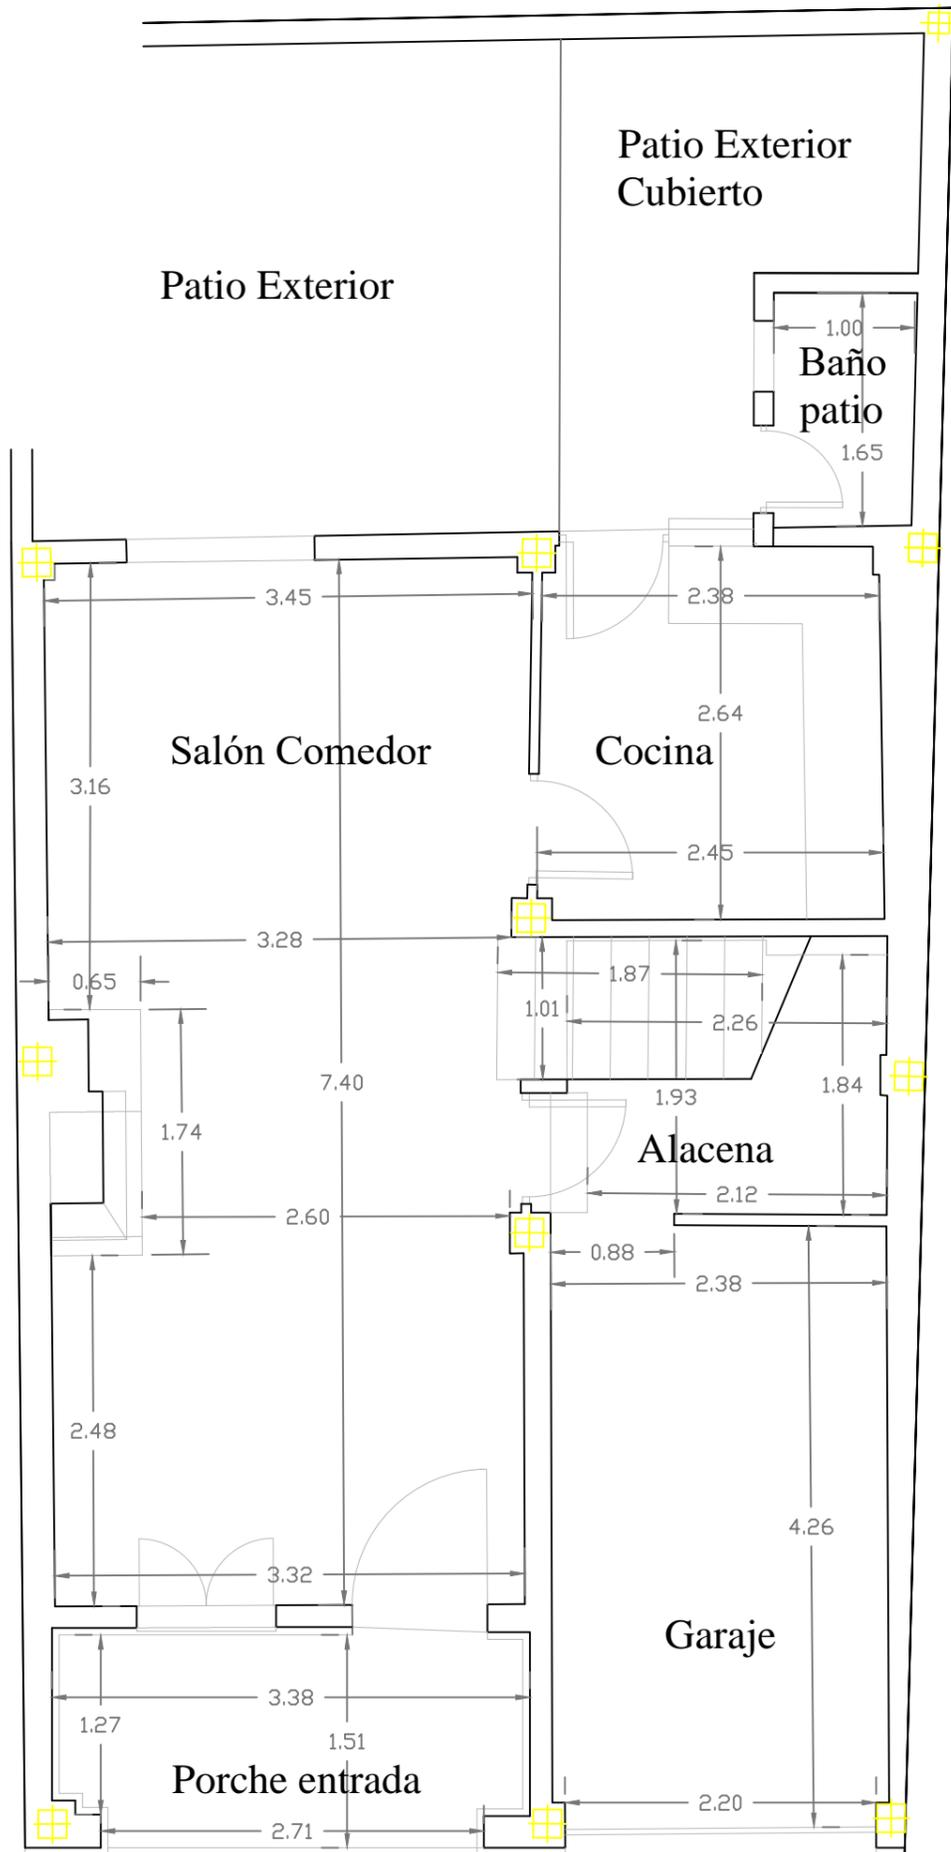 Patio Exterior
Cubierto
Patio Exterior
1.00
Baño
patio
1.65
3.45
2.38
2.64
Salón Comedor
Cocina
3.16
2.45
3.28
0.65
1.87
1.01
2.26
7.40
1.84
1.93
1.74
Alacena
2.12
2.60
0.88
2.38
2.48
4.26
3.32
Garaje
3.38
1.27
1.51
Porche entrada
2.20
2.71